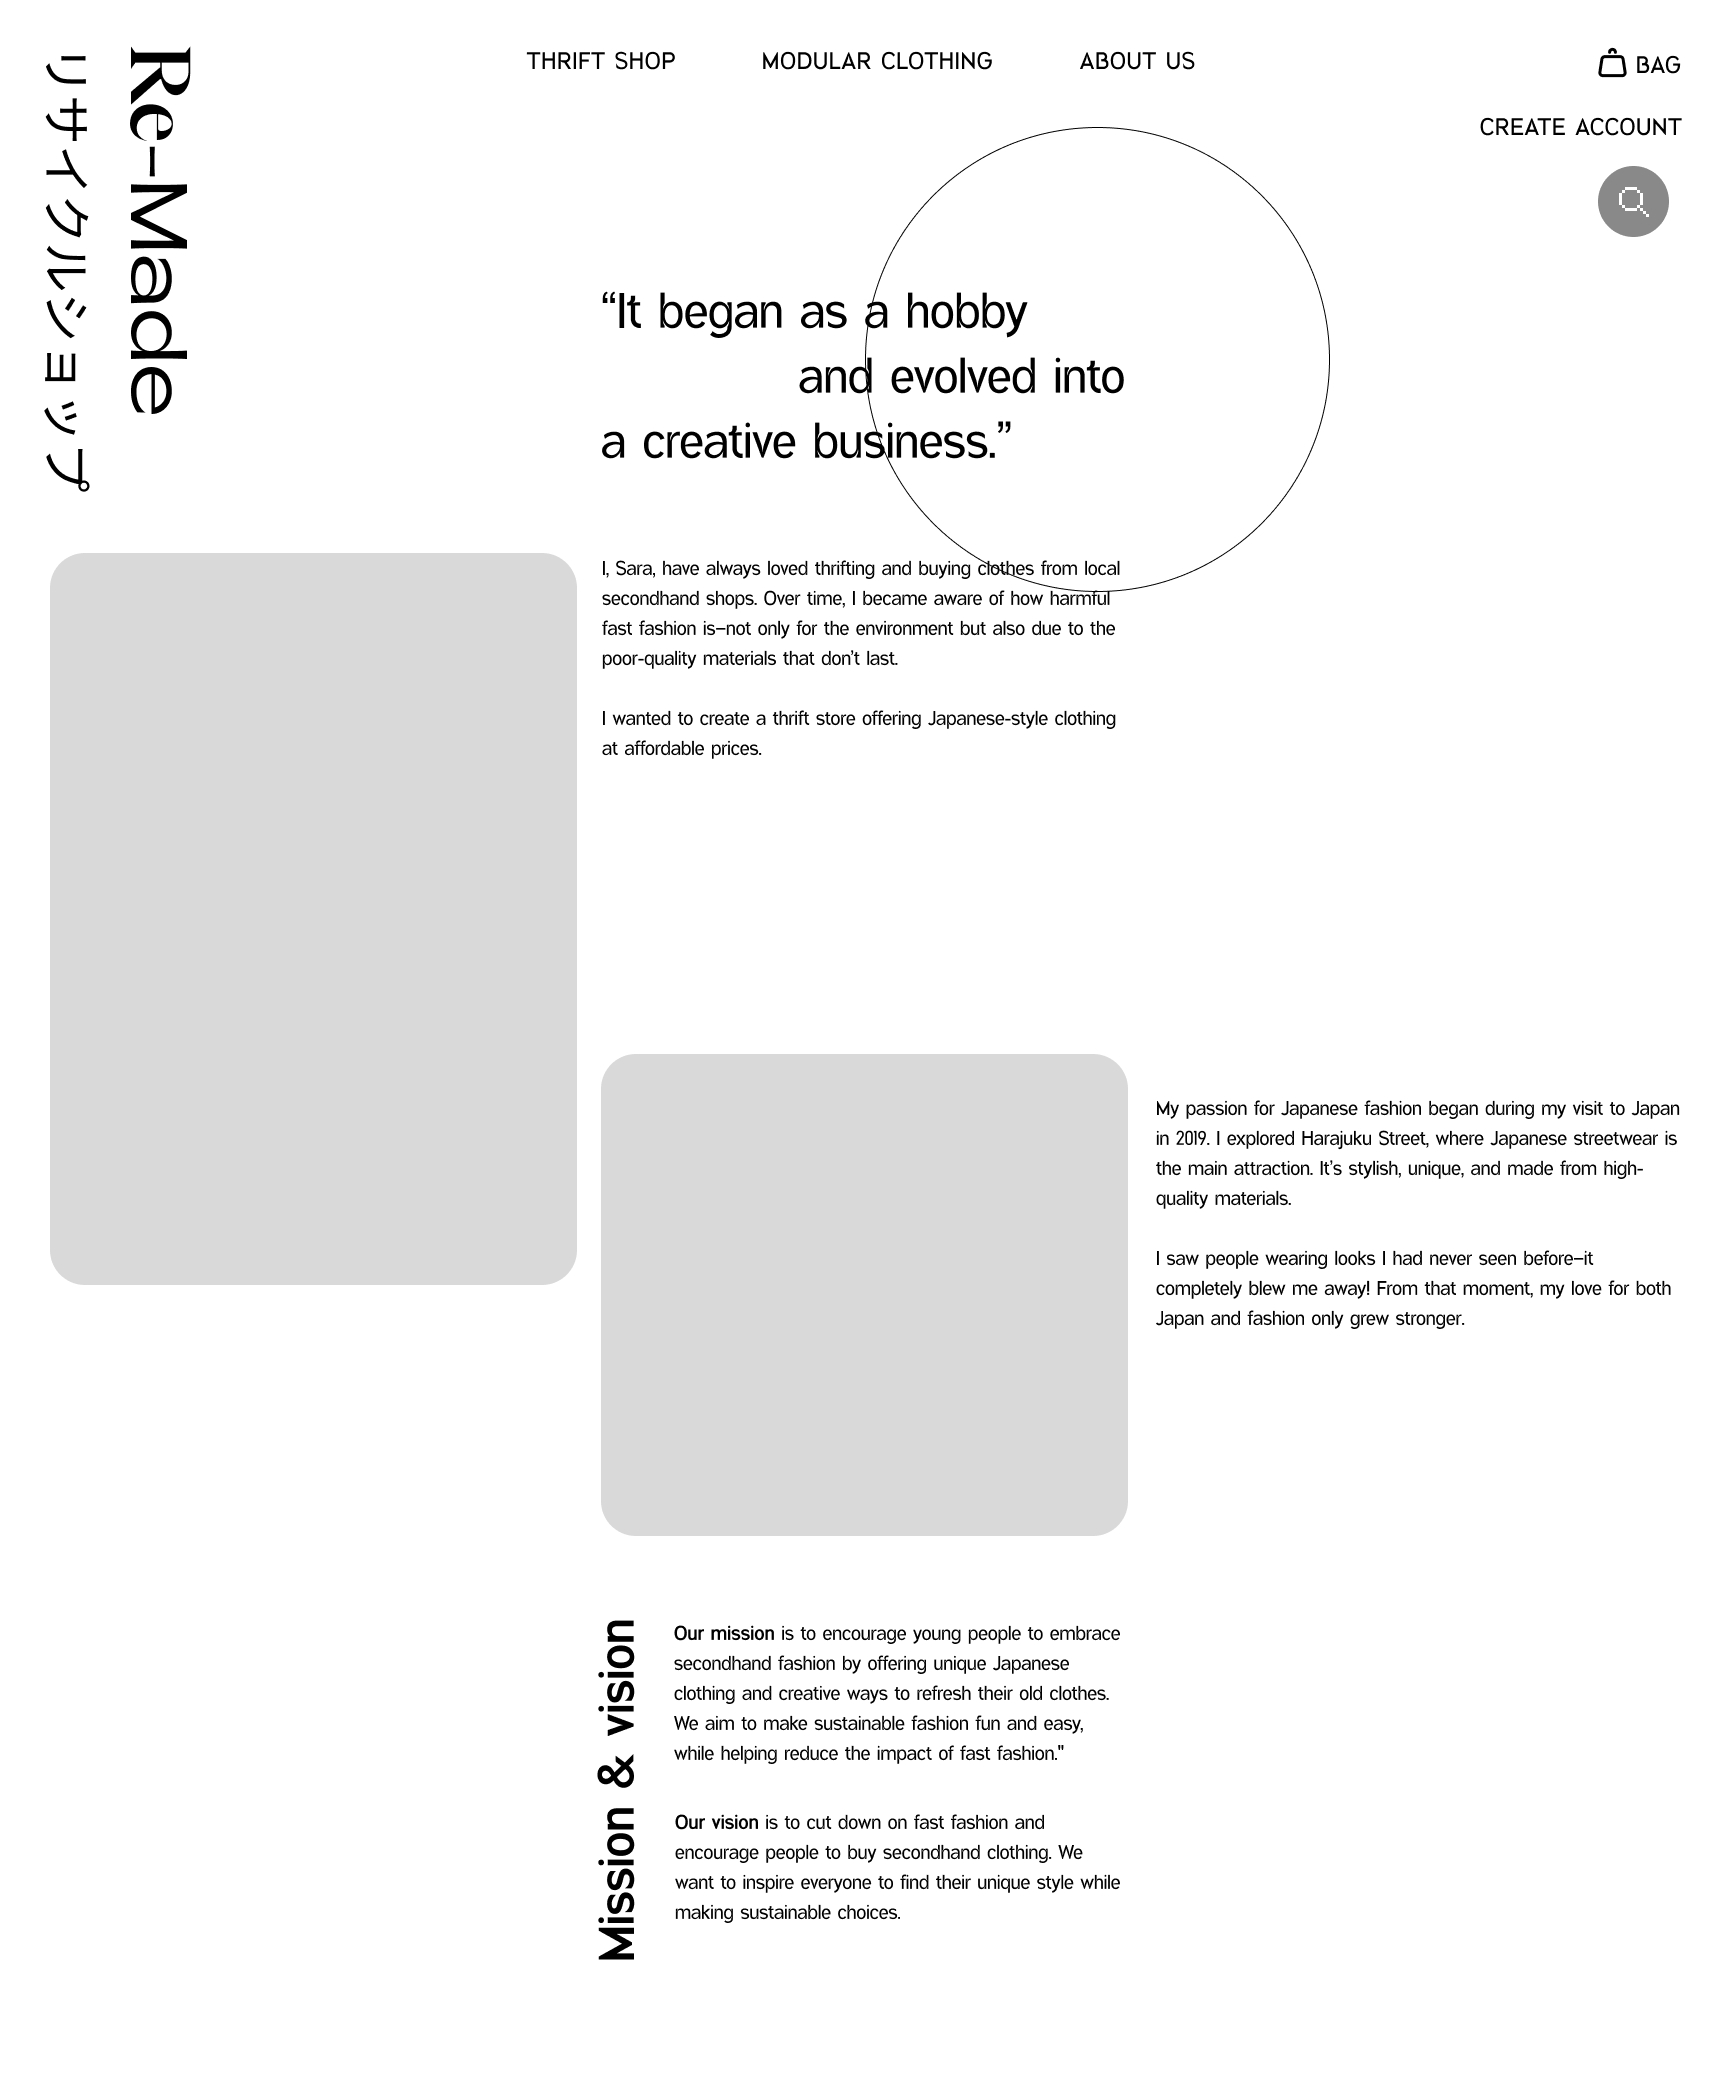 Re-Made
リサイクルショップ
THRIFT SHOP
MODULAR CLOTHING
ABOUT US
BAG
CREATE ACCOUNT
“It began as a hobby
and evolved into
a creative business.”
I, Sara, have always loved thrifting and buying clothes from local
secondhand shops. Over time, I became aware of how harmful
fast fashion is–not only for the environment but also due to the
poor-quality materials that don’t last.
I wanted to create a thrift store offering Japanese-style clothing
at affordable prices.
My passion for Japanese fashion began during my visit to Japan
in 2019. I explored Harajuku Street, where Japanese streetwear is
the main attraction. It’s stylish, unique, and made from high-
quality materials.
I saw people wearing looks I had never seen before–it
completely blew me away! From that moment, my love for both
Japan and fashion only grew stronger.
Mission & vision
Our mission is to encourage young people to embrace
secondhand fashion by offering unique Japanese
clothing and creative ways to refresh their old clothes.
We aim to make sustainable fashion fun and easy,
while helping reduce the impact of fast fashion."
Our vision is to cut down on fast fashion and
encourage people to buy secondhand clothing. We
want to inspire everyone to find their unique style while
making sustainable choices.